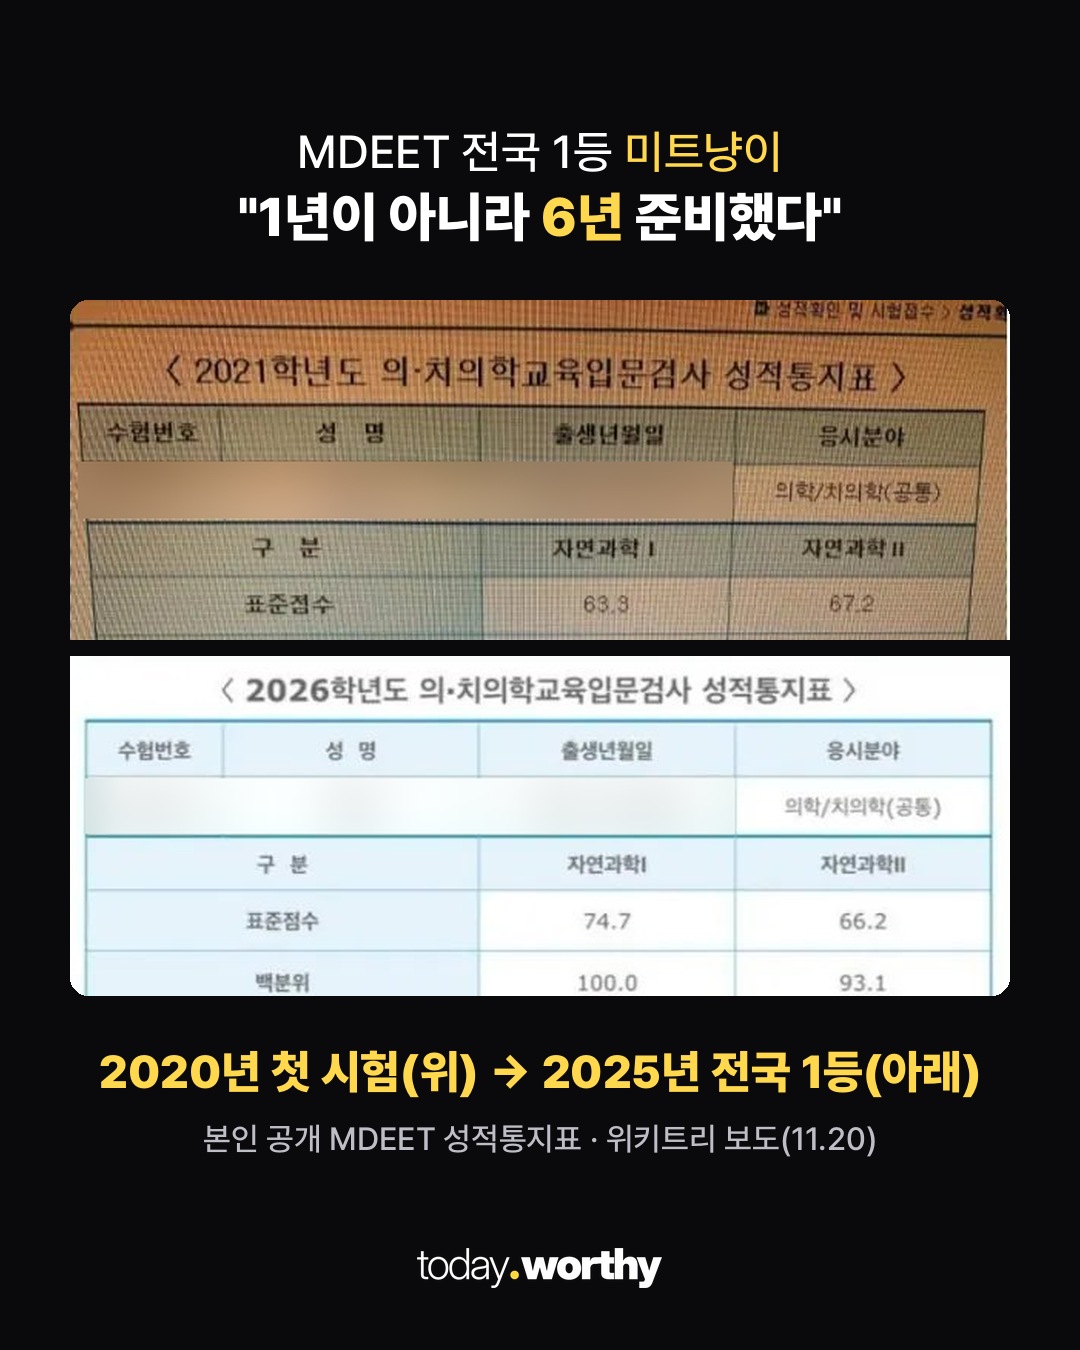 MDEET 전국 1등 미트냥이
"1년이 아니라 6년 준비했다"
성적확인 및 시험접수 > 성적확
< 2021학년도 의·치의학교육입문검사 성적통지표 >
수험번호 성 명 출생년월일 응시분야
의학/치의학(공통)
구 분 자연과학 I 자연과학 II
표준점수 63.3 67.2
< 2026학년도 의·치의학교육입문검사 성적통지표 >
수험번호 성 명 출생년월일 응시분야
의학/치의학(공통)
구 분 자연과학I 자연과학II
표준점수 74.7 66.2
백분위 100.0 93.1
2020년 첫 시험(위) → 2025년 전국 1등(아래)
본인 공개 MDEET 성적통지표 · 위키트리 보도(11.20)
today.worthy